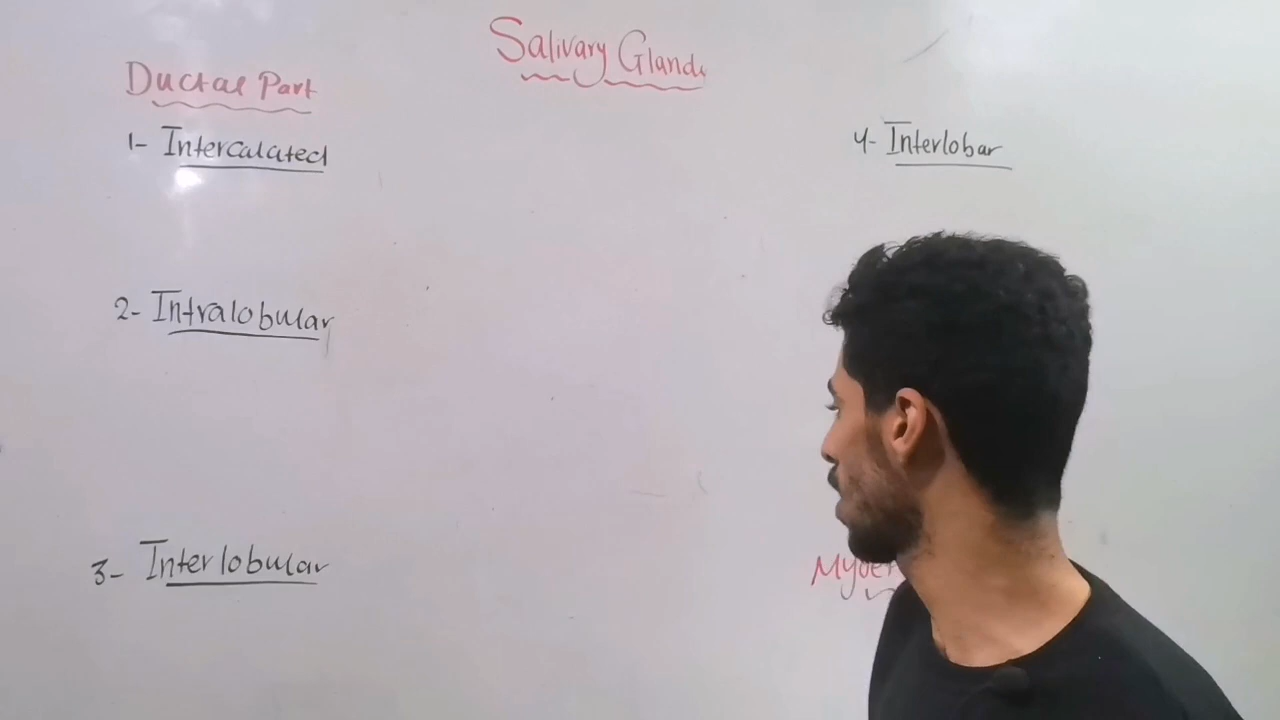 Salivary Glands
Ductal Part
1- Intercalated
2- Intralobular
3- Interlobular
4- Interlobar